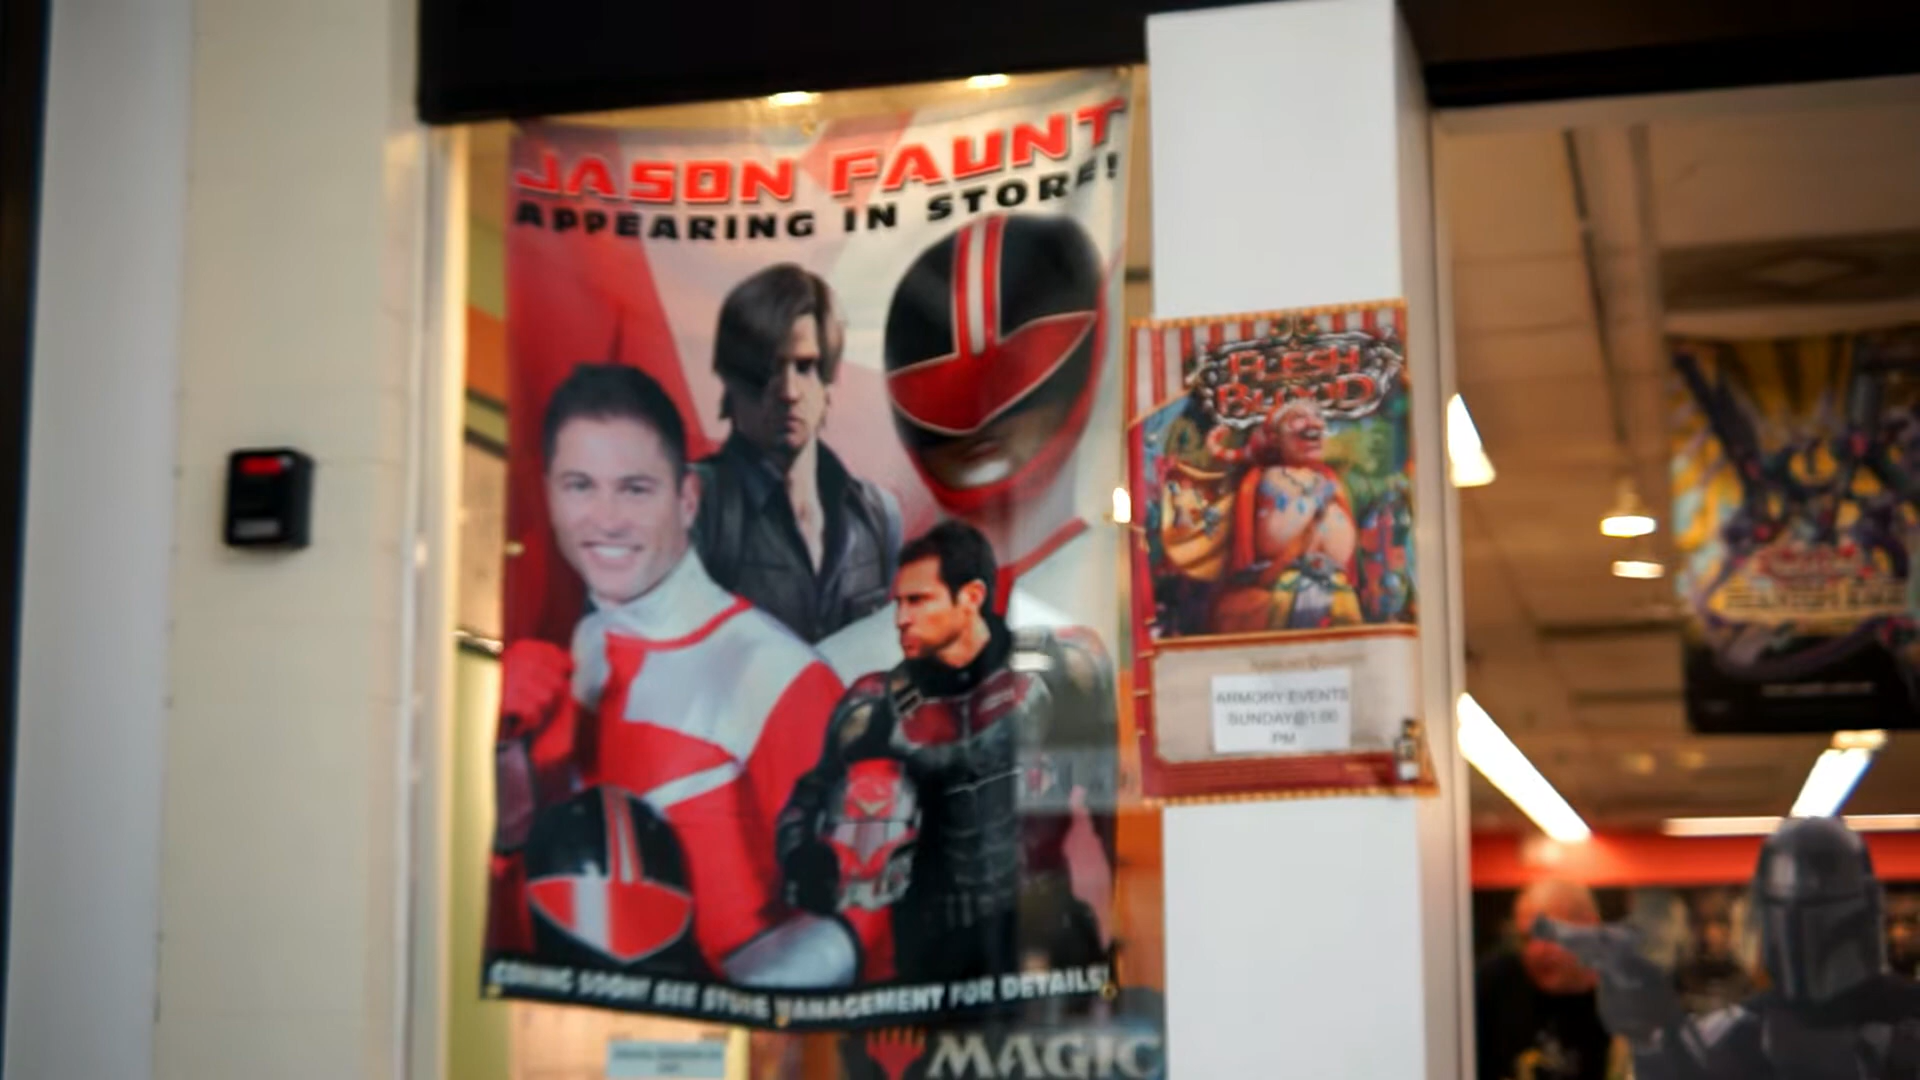 JASON FAUNT
APPEARING IN STORE!
COMING SOON! SEE STORE MANAGEMENT FOR DETAILS!
FLESH
BLOOD
ARMORY EVENTS
SUNDAY@1:00
PM
MAGIC